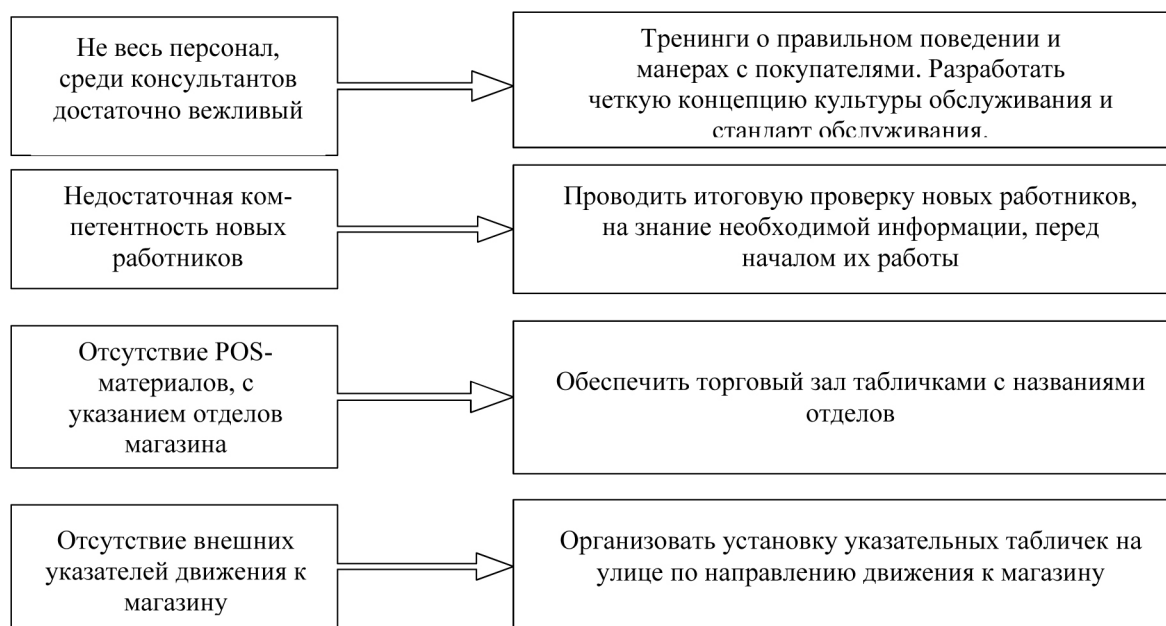 Не весь персонал,
среди консультантов
достаточно вежливый
Тренинги о правильном поведении и
манерах с покупателями. Разработать
четкую концепцию культуры обслуживания и
стандарт обслуживания.
Недостаточная ком-
петентность новых
работников
Проводить итоговую проверку новых работников,
на знание необходимой информации, перед
началом их работы
Отсутствие POS-
материалов, с
указанием отделов
магазина
Обеспечить торговый зал табличками с названиями
отделов
Отсутствие внешних
указателей движения к
магазину
Организовать установку указательных табличек на
улице по направлению движения к магазину